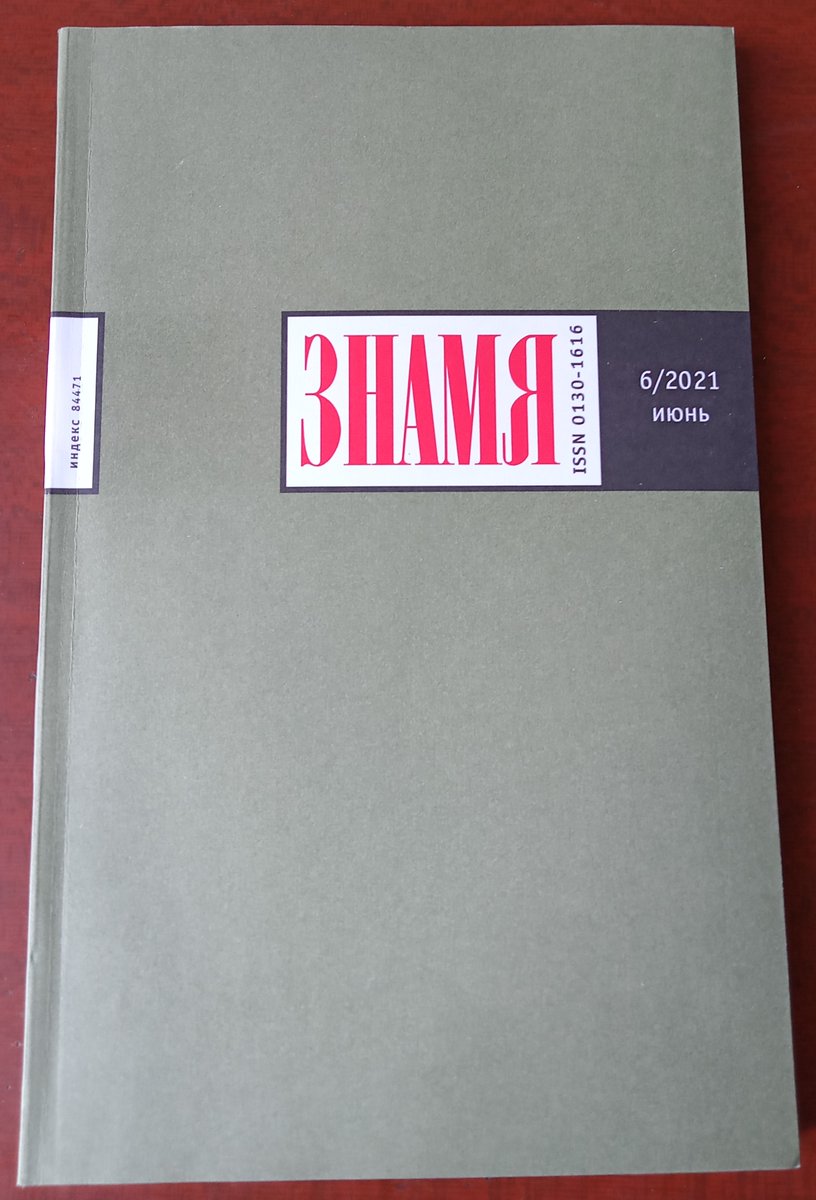 индекс 84471
ЗНАМЯ
ISSN 0130-1616
6/2021
июнь